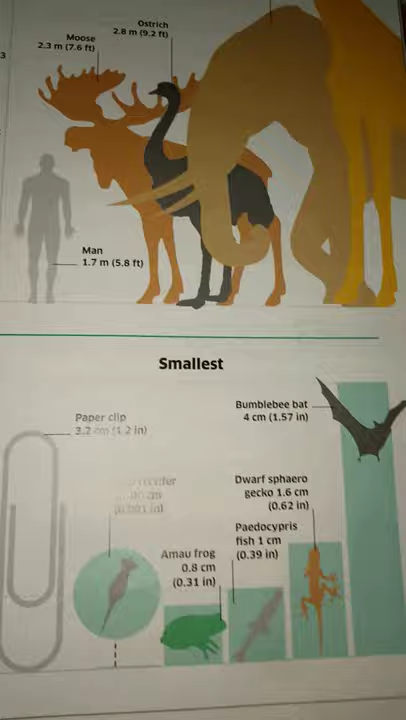 Ostrich
2.8 m (9.2 ft)
Moose
2.3 m (7.6 ft)
3
Man
1.7 m (5.8 ft)
Smallest
Bumblebee bat
4 cm (1.57 in)
Paper clip
3.2 cm (1.2 in)
Dwarf sphaero
gecko 1.6 cm
(0.62 in)
Paedocypris
fish 1 cm
(0.39 in)
Amau frog
0.8 cm
(0.31 in)